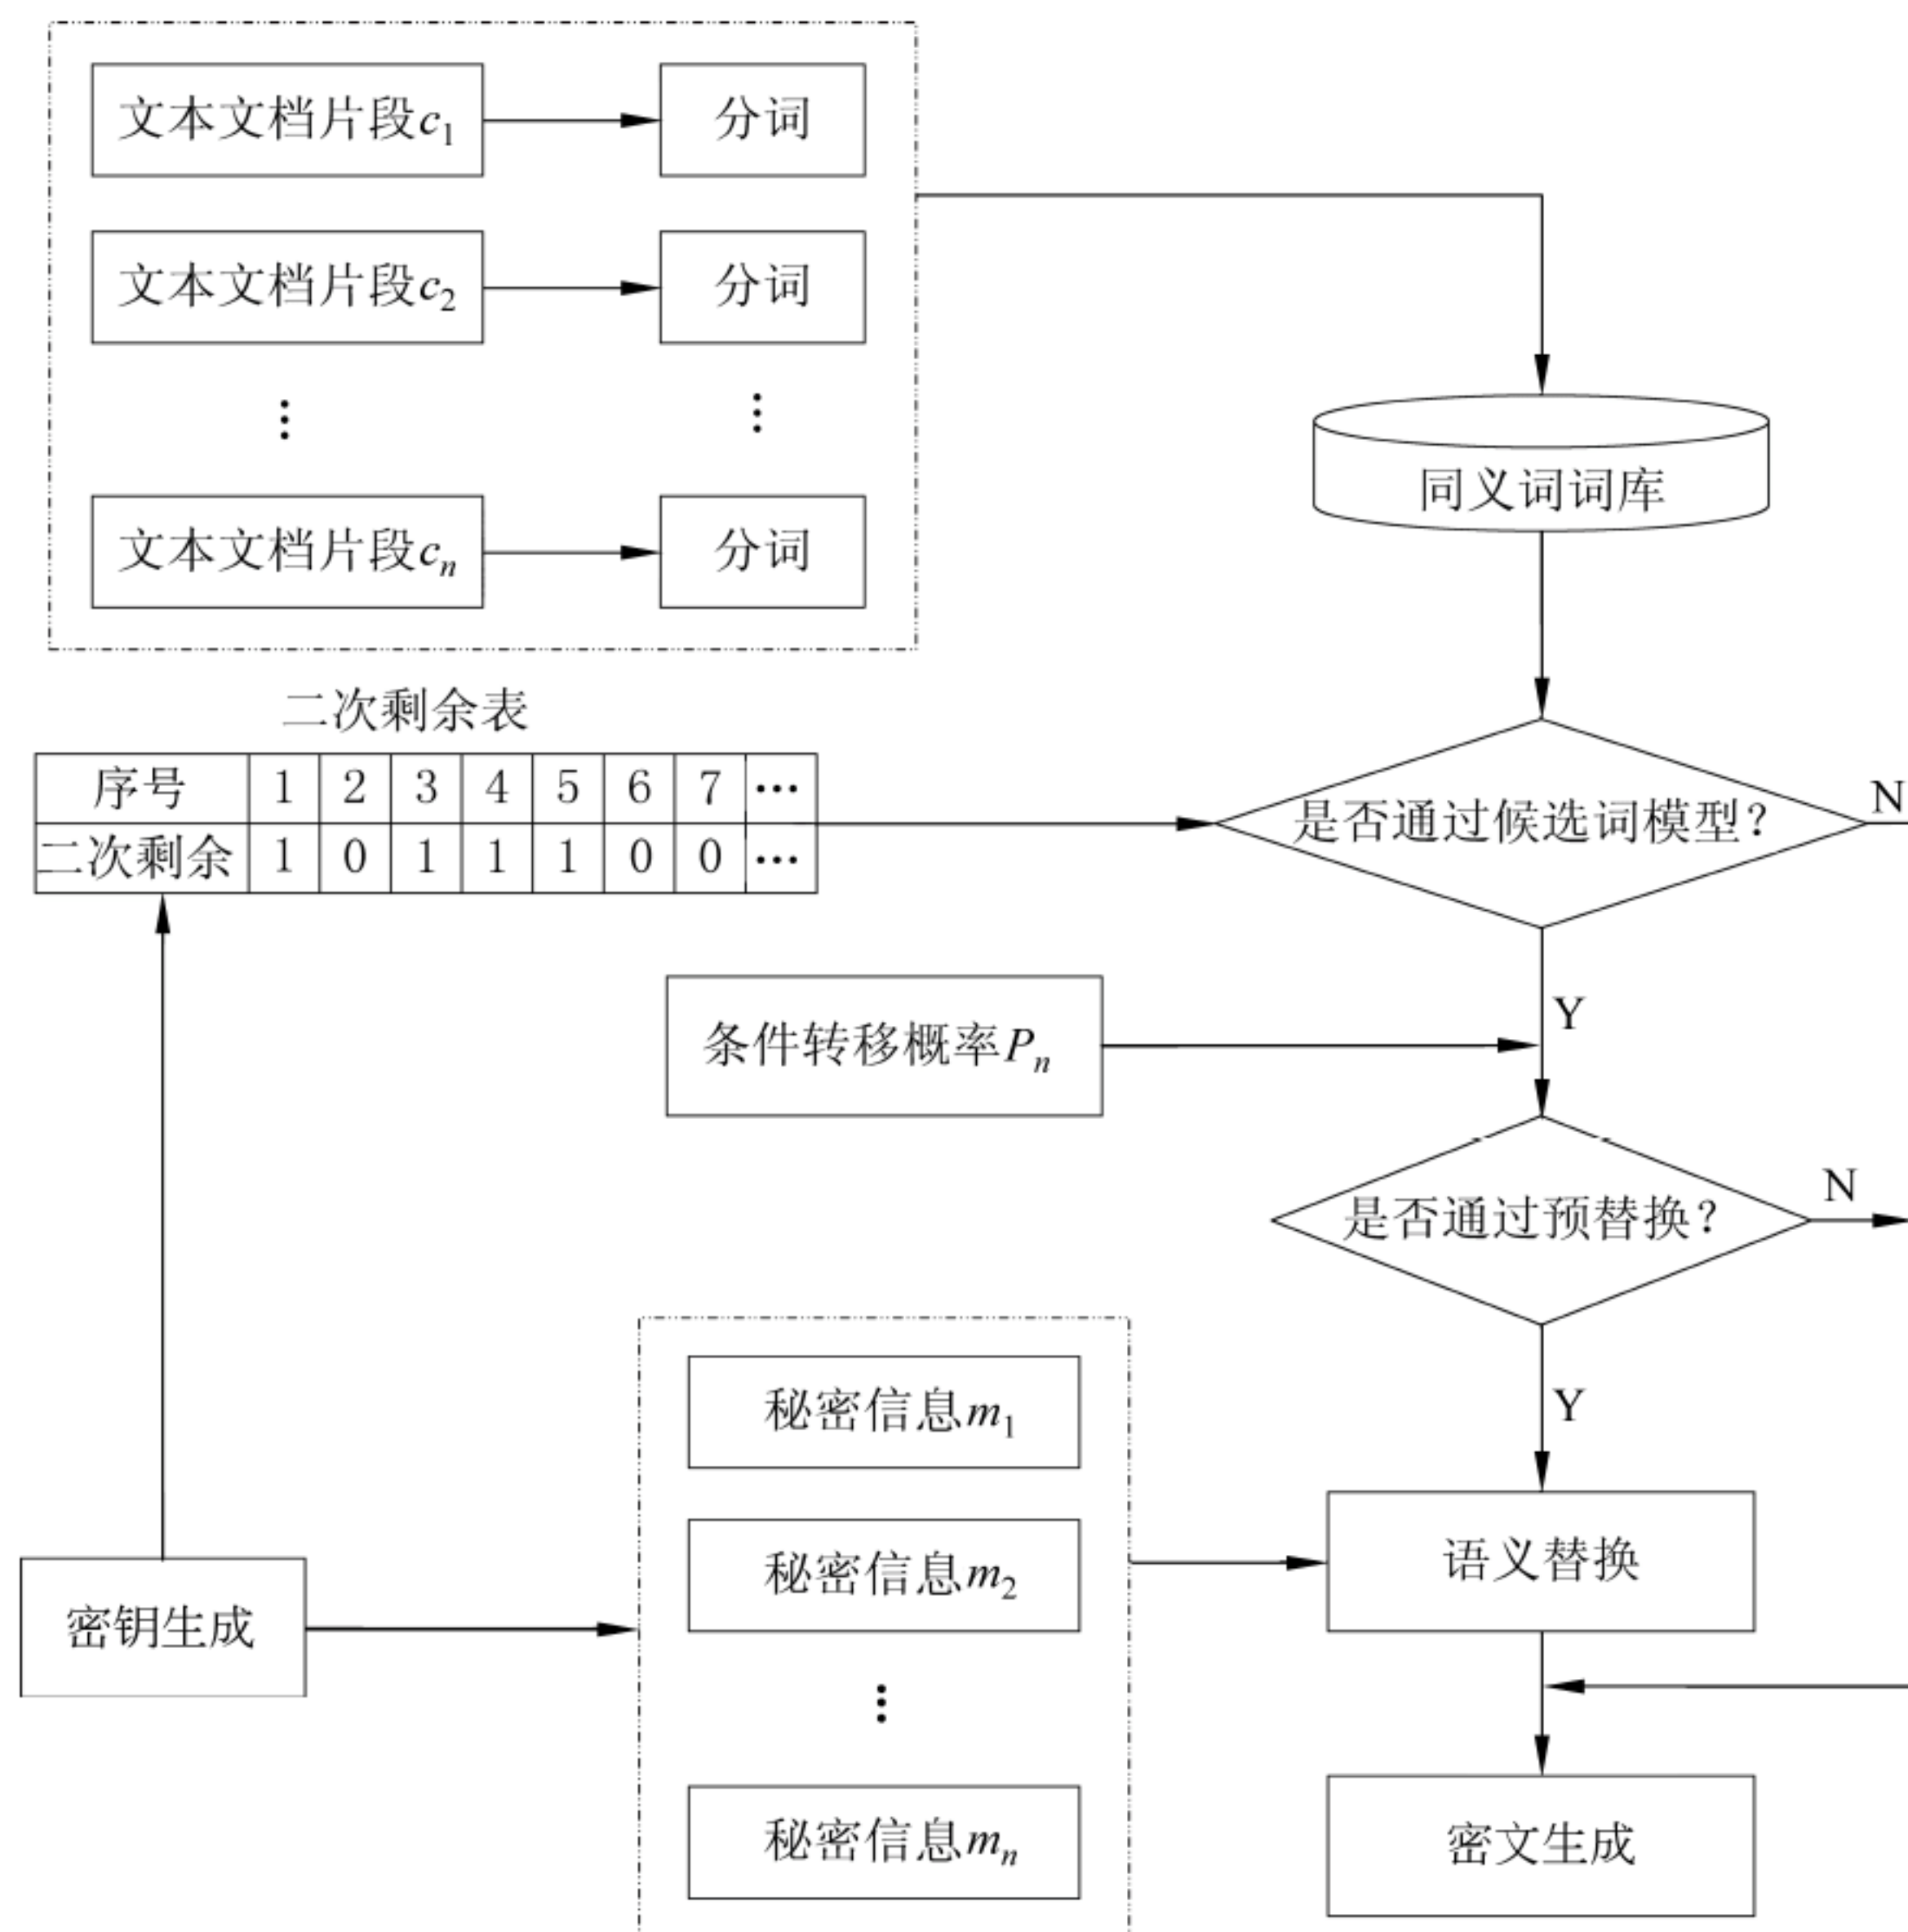 文本文档片段c1
分词
文本文档片段c2
分词
⋮
⋮
文本文档片段cn
分词
同义词词库
二次剩余表
序号 1 2 3 4 5 6 7 …
二次剩余 1 0 1 1 1 0 0 …
是否通过候选词模型？
N
Y
条件转移概率Pn
是否通过预替换？
N
Y
秘密信息m1
秘密信息m2
⋮
秘密信息mn
密钥生成
语义替换
密文生成